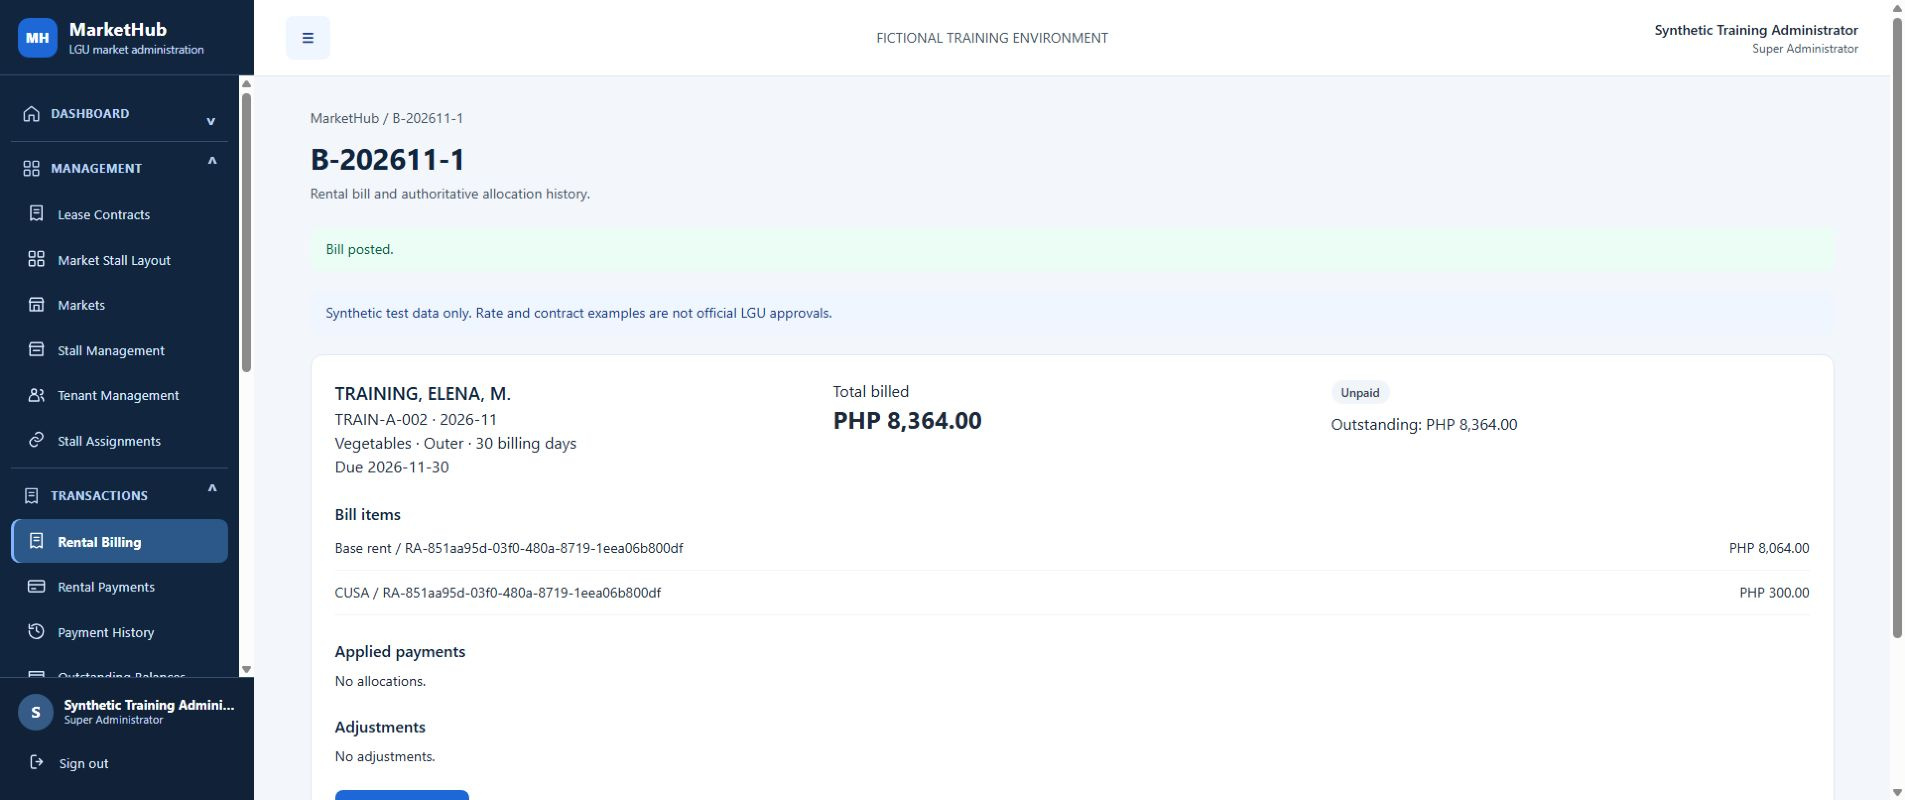 MH
MarketHub
LGU market administration
DASHBOARD
MANAGEMENT
Lease Contracts
Market Stall Layout
Markets
Stall Management
Tenant Management
Stall Assignments
TRANSACTIONS
Rental Billing
Rental Payments
Payment History
Outstanding Balances
S
Synthetic Training Admini...
Super Administrator
Sign out
FICTIONAL TRAINING ENVIRONMENT
Synthetic Training Administrator
Super Administrator
MarketHub / B-202611-1
B-202611-1
Rental bill and authoritative allocation history.
Bill posted.
Synthetic test data only. Rate and contract examples are not official LGU approvals.
TRAINING, ELENA, M.
TRAIN-A-002 · 2026-11
Vegetables · Outer · 30 billing days
Due 2026-11-30
Total billed
PHP 8,364.00
Unpaid
Outstanding: PHP 8,364.00
Bill items
Base rent / RA-851aa95d-03f0-480a-8719-1eea06b800df PHP 8,064.00
CUSA / RA-851aa95d-03f0-480a-8719-1eea06b800df PHP 300.00
Applied payments
No allocations.
Adjustments
No adjustments.